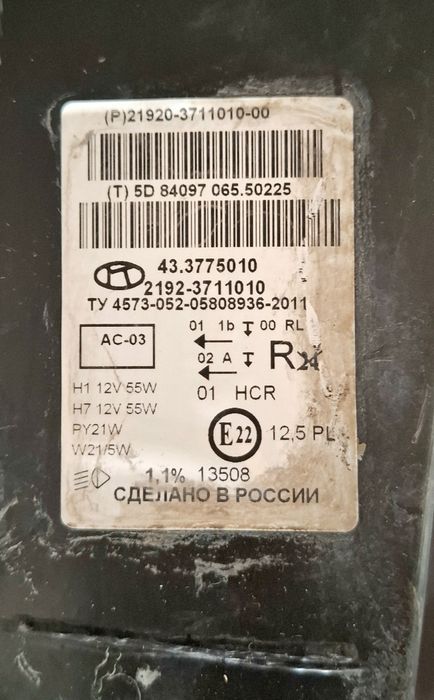 (P)21920-3711010-00
(T) 5D 84097 065.50225
43.3775010
2192-3711010
ТУ 4573-052-05808936-2011
AC-03
01 1b 00 RL
02 A
R24
01 HCR
H1 12V 55W
H7 12V 55W
PY21W
W21/5W
E22
12,5 PL
1,1% 13508
СДЕЛАНО В РОССИИ